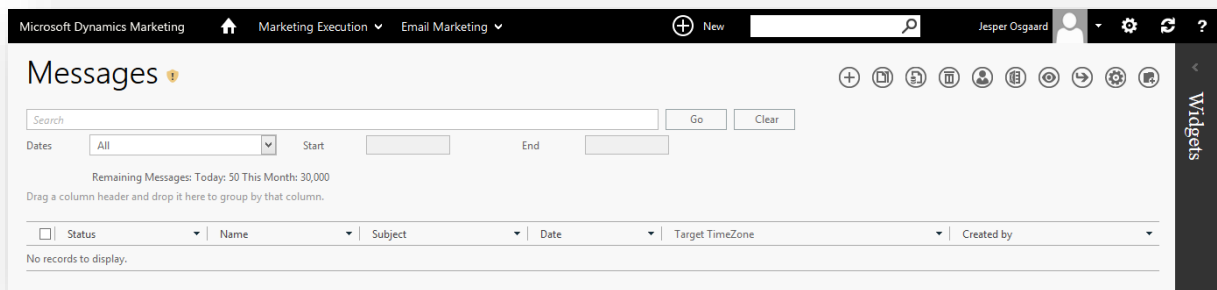 Microsoft Dynamics Marketing Marketing Execution Email Marketing New Jesper Osgaard ?
Messages
Widgets
Search Go Clear
Dates All Start End
Remaining Messages: Today: 50 This Month: 30,000
Drag a column header and drop it here to group by that column.
Status Name Subject Date Target TimeZone Created by
No records to display.